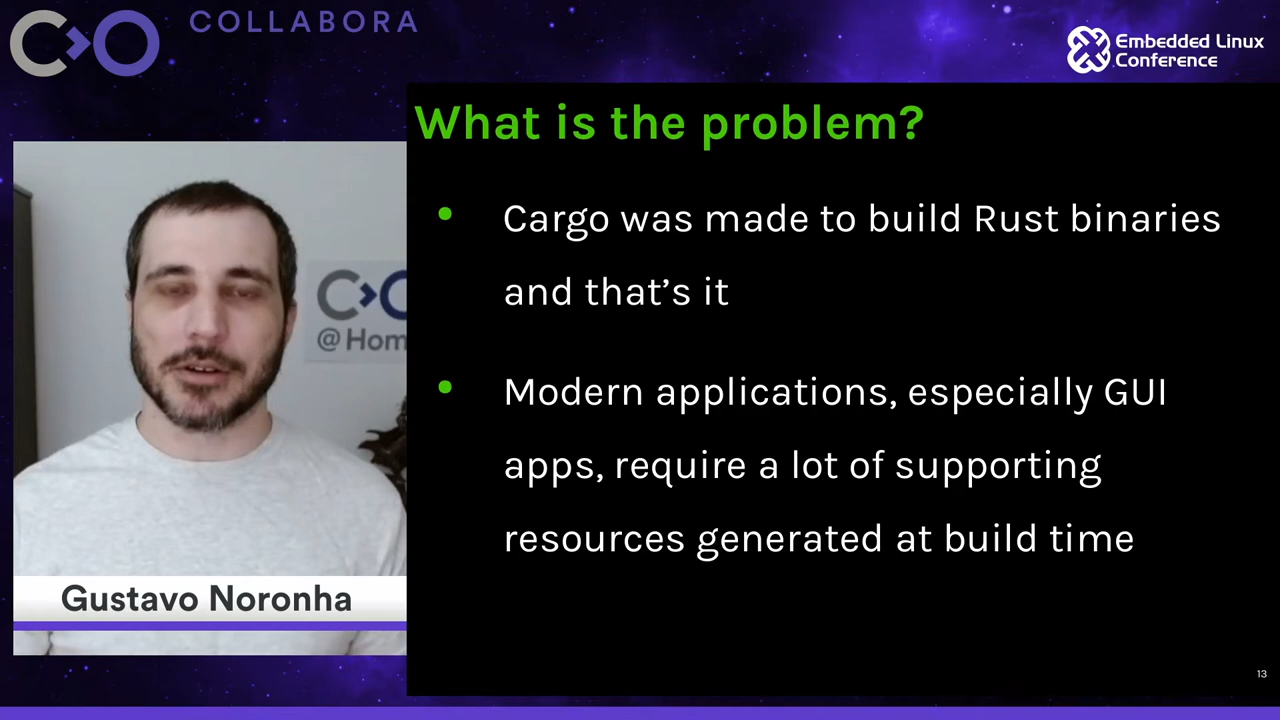 COLLABORA
Embedded Linux
Conference
What is the problem?
• Cargo was made to build Rust binaries
and that’s it
• Modern applications, especially GUI
apps, require a lot of supporting
resources generated at build time
@Hom
Gustavo Noronha
13